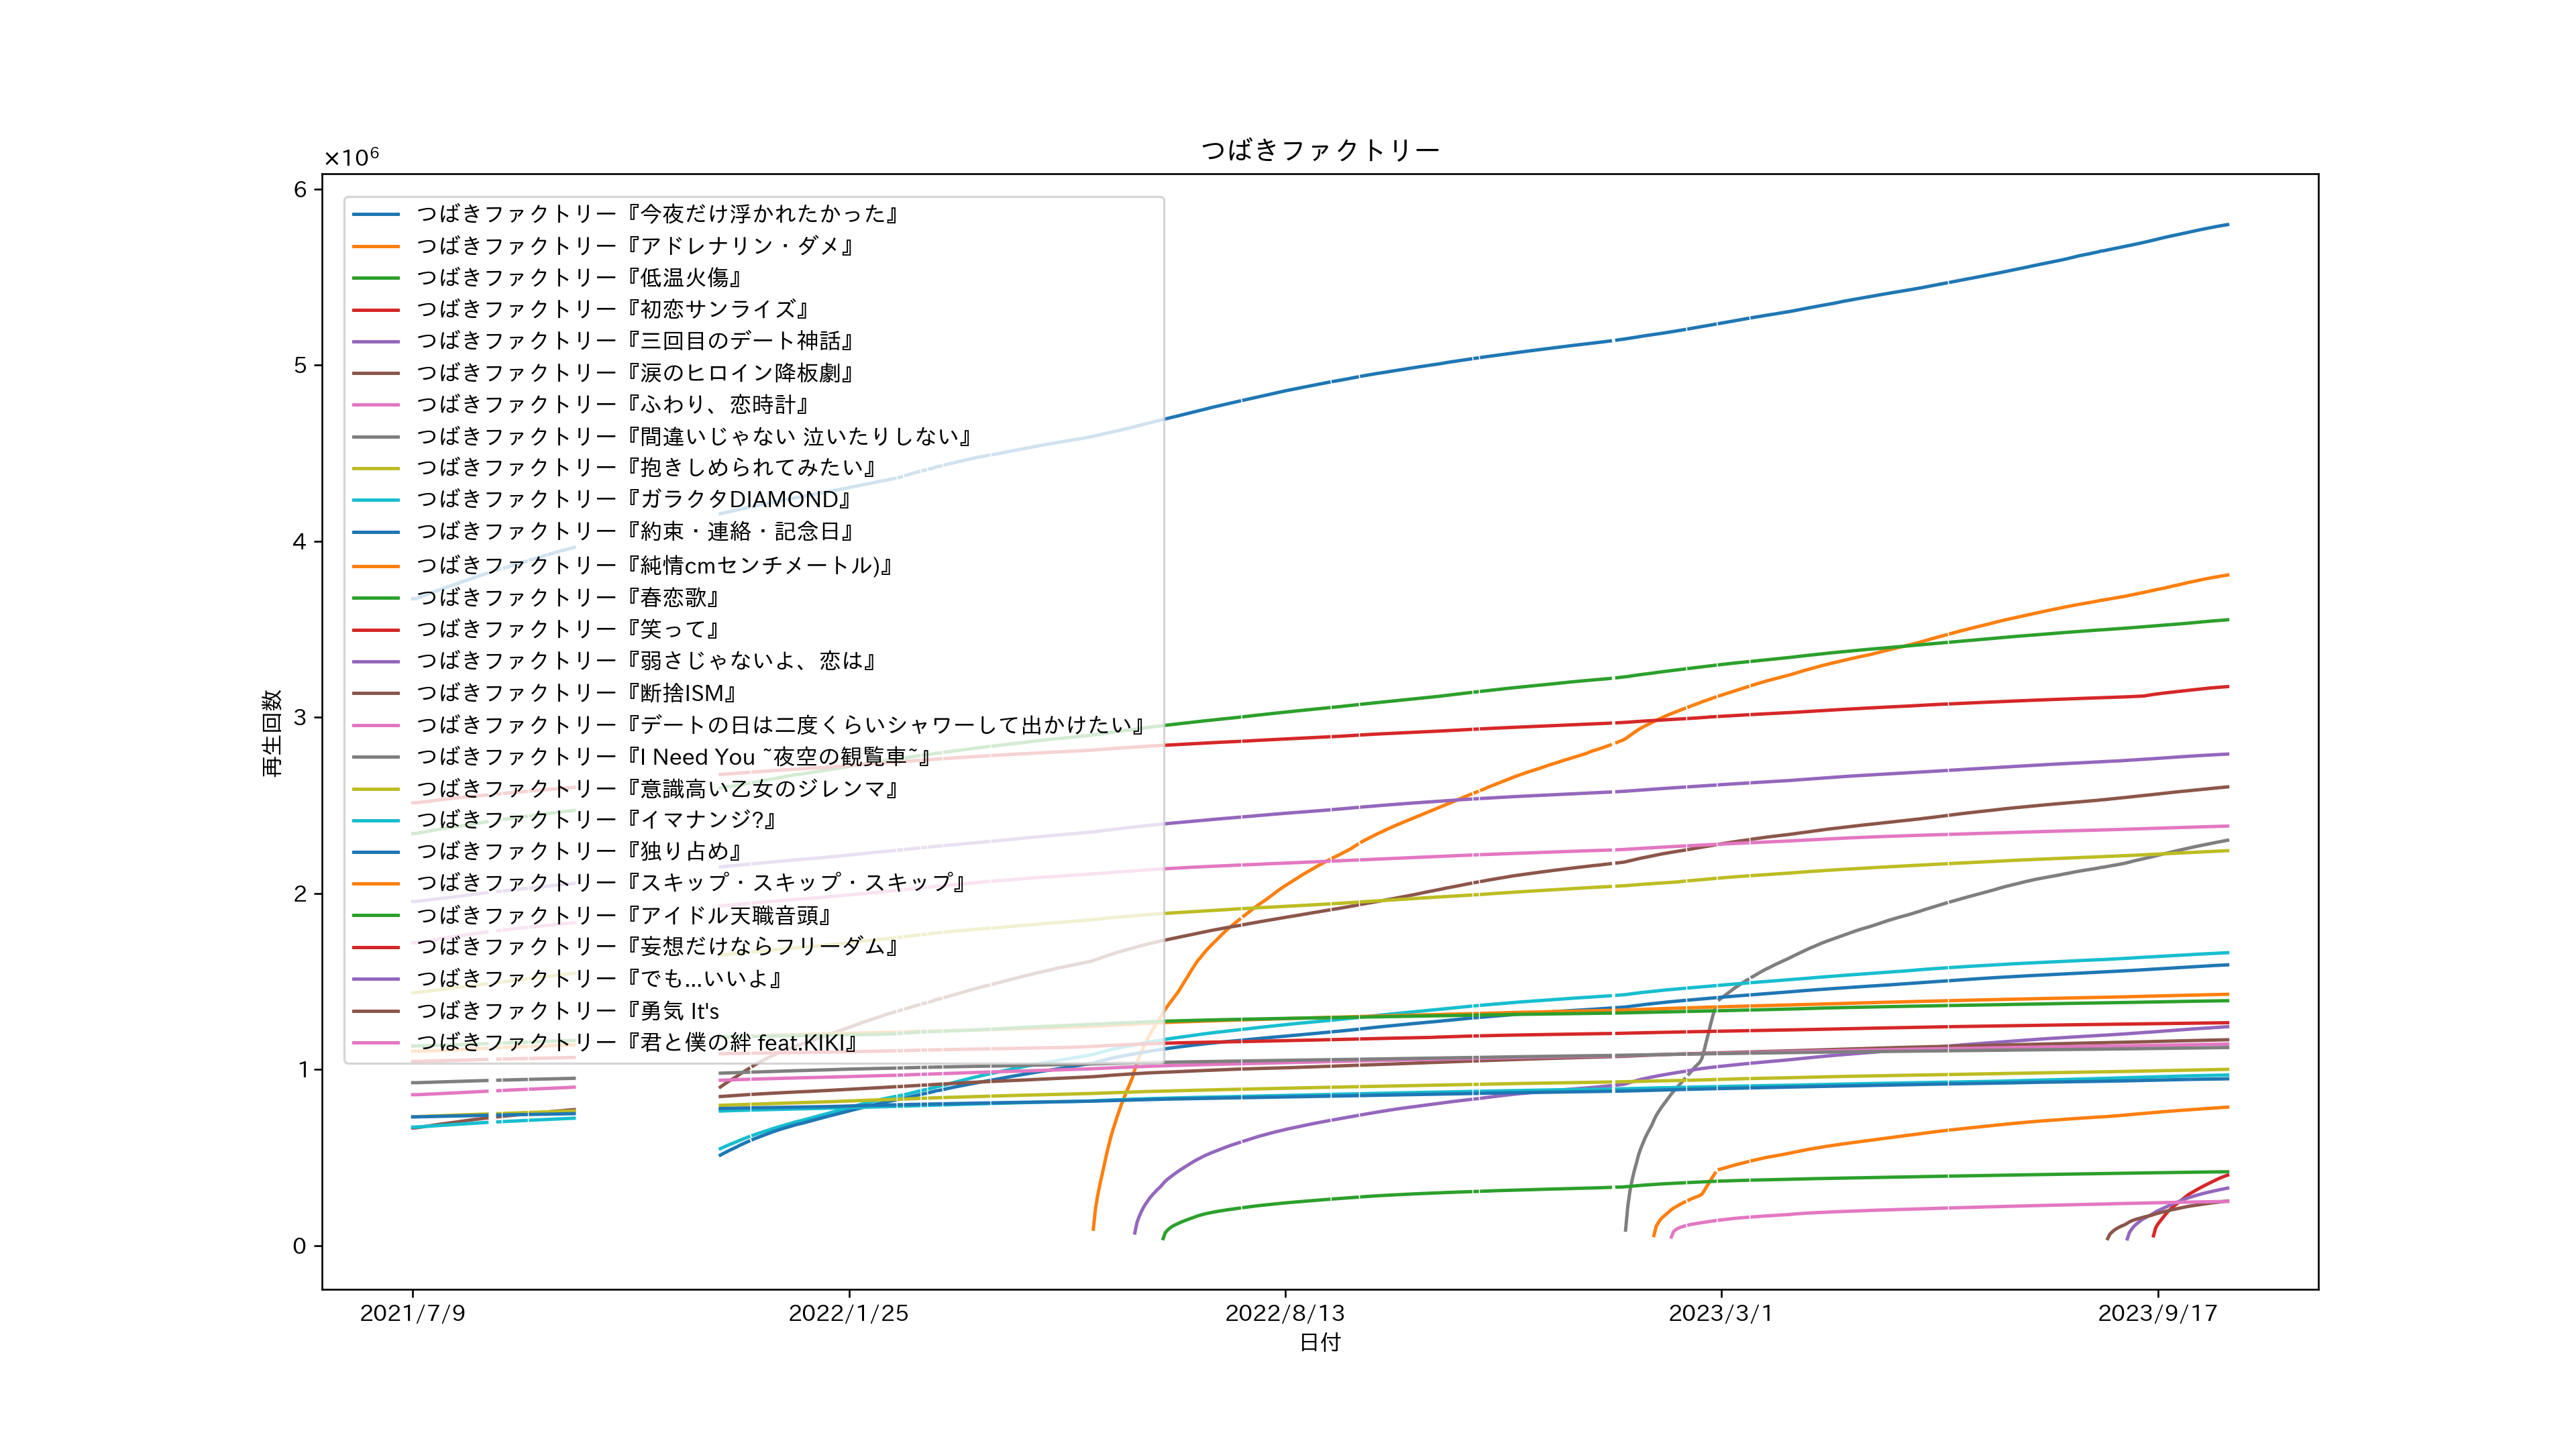 つばきファクトリー
×10⁶
6
5
4
3
2
1
0
再生回数
つばきファクトリー『今夜だけ浮かれたかった』
つばきファクトリー『アドレナリン・ダメ』
つばきファクトリー『低温火傷』
つばきファクトリー『初恋サンライズ』
つばきファクトリー『三回目のデート神話』
つばきファクトリー『涙のヒロイン降板劇』
つばきファクトリー『ふわり、恋時計』
つばきファクトリー『間違いじゃない 泣いたりしない』
つばきファクトリー『抱きしめられてみたい』
つばきファクトリー『ガラクタDIAMOND』
つばきファクトリー『約束・連絡・記念日』
つばきファクトリー『純情cmセンチメートル)』
つばきファクトリー『春恋歌』
つばきファクトリー『笑って』
つばきファクトリー『弱さじゃないよ、恋は』
つばきファクトリー『断捨ISM』
つばきファクトリー『デートの日は二度くらいシャワーして出かけたい』
つばきファクトリー『I Need You ~夜空の観覧車~』
つばきファクトリー『意識高い乙女のジレンマ』
つばきファクトリー『イマナンジ?』
つばきファクトリー『独り占め』
つばきファクトリー『スキップ・スキップ・スキップ』
つばきファクトリー『アイドル天職音頭』
つばきファクトリー『妄想だけならフリーダム』
つばきファクトリー『でも...いいよ』
つばきファクトリー『勇気 It's
つばきファクトリー『君と僕の絆 feat.KIKI』
2021/7/9
2022/1/25
2022/8/13
2023/3/1
2023/9/17
日付